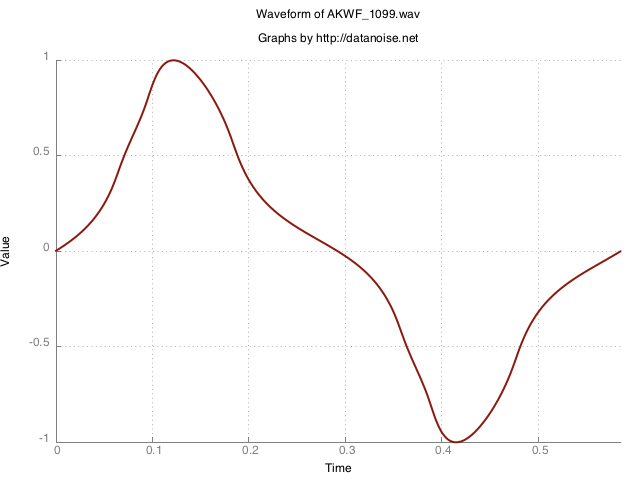 Waveform of AKWF_1099.wav
Graphs by http://datanoise.net
1
0.5
0
-0.5
-1
Value
0 0.1 0.2 0.3 0.4 0.5
Time